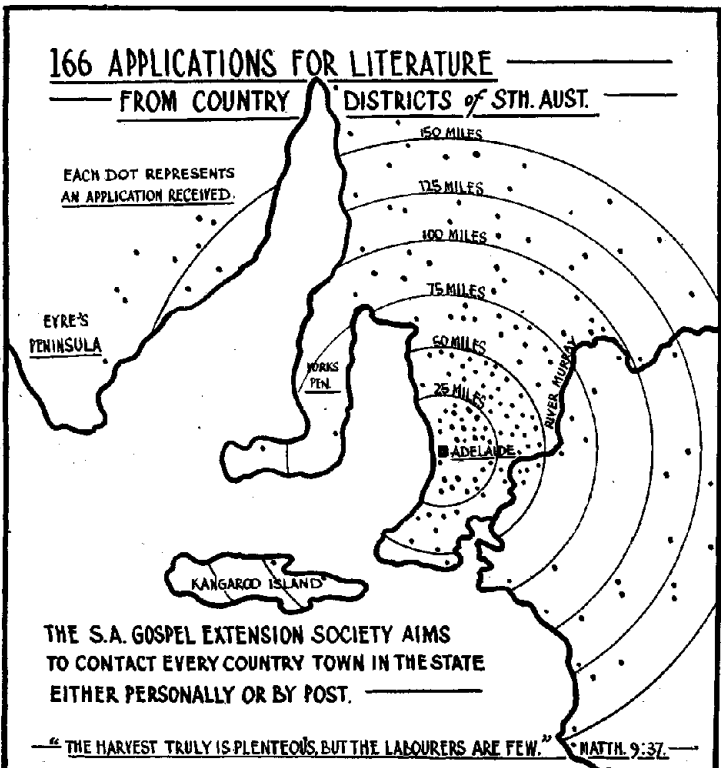 166 APPLICATIONS FOR LITERATURE
FROM COUNTRY DISTRICTS of STH. AUST.
150 MILES
EACH DOT REPRESENTS
AN APPLICATION RECEIVED.
125 MILES
100 MILES
75 MILES
EYRE'S
PENINSULA
50 MILES
YORKS
PEN.
25 MILES
RIVER MURRAY
ADELAIDE
KANGAROO ISLAND
THE S.A. GOSPEL EXTENSION SOCIETY AIMS
TO CONTACT EVERY COUNTRY TOWN IN THE STATE
EITHER PERSONALLY OR BY POST.
"THE HARVEST TRULY IS PLENTEOUS, BUT THE LABOURERS ARE FEW." MATTH. 9:37.